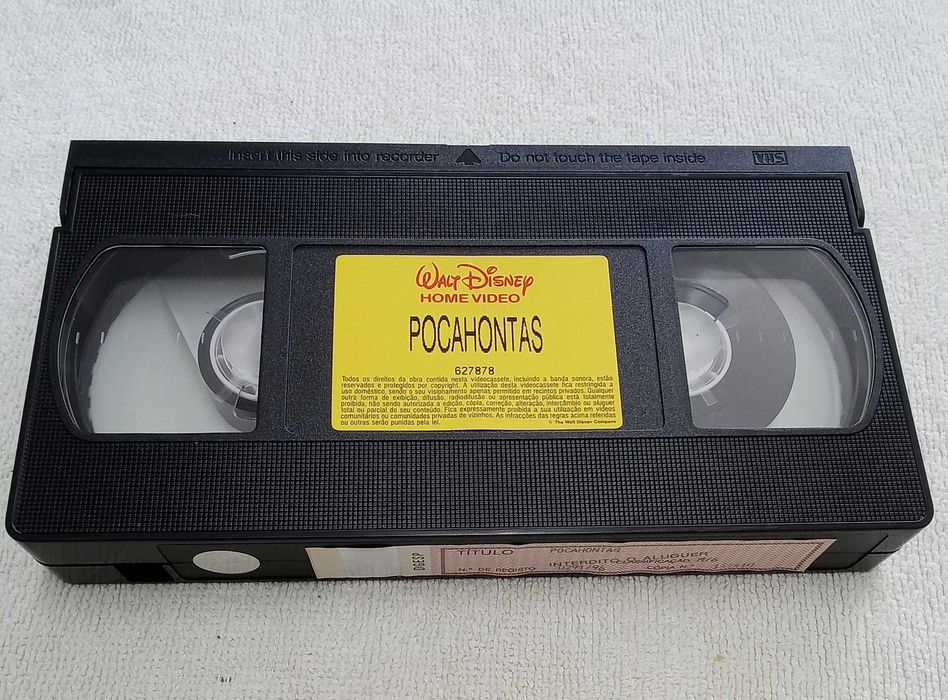 Insert this side into recorder Do not touch the tape inside VHS
WALT DISNEY
HOME VIDEO
POCAHONTAS
627878
Todos os direitos da obra contida nesta videocassete, incluindo a banda sonora, estão
reservados e protegidos por copyright. A utilização desta videocassete fica restringida a
uso doméstico, sendo o seu visionamento apenas permitido em recintos privados. Qualquer
outra forma de exibição, difusão, radiodifusão ou apresentação pública está totalmente
proibida, não sendo autorizada a edição, cópia, correção, alteração, intercâmbio ou aluguer
total ou parcial do seu conteúdo. Fica expressamente proibida a sua utilização em vídeos
comunitários ou comunidades privadas de vizinhos. As infracções das regras acima referidas
ou outras serão punidas pela lei.
© The Walt Disney Company
DGESP
TÍTULO POCAHONTAS
INTERDITO O ALUGUER
N.º DE REGISTO CLASSIFICAÇÃO
CÓPIA N.º